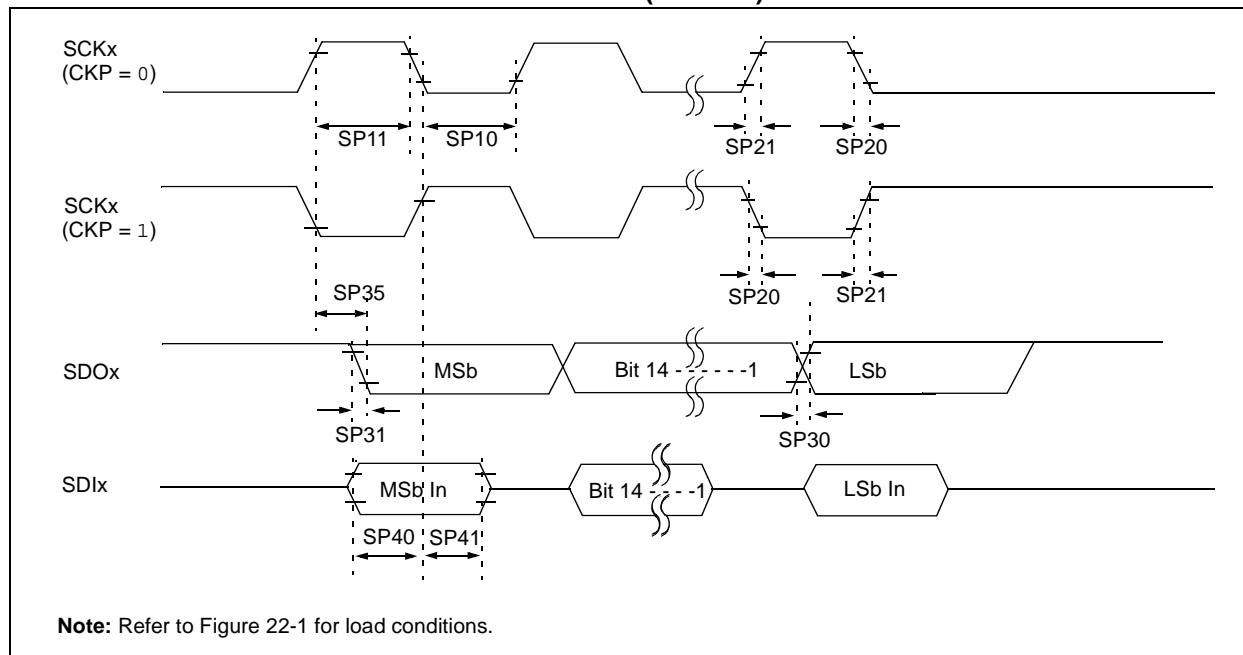 SCKx
(CKP = 0)
SP11
SP10
SP21
SP20
SCKx
(CKP = 1)
SP35
SP20
SP21
SDOx
MSb
Bit 14 - - - - - -1
LSb
SP31
SP30
SDIx
MSb In
Bit 14 - - - - -1
LSb In
SP40
SP41
Note: Refer to Figure 22-1 for load conditions.